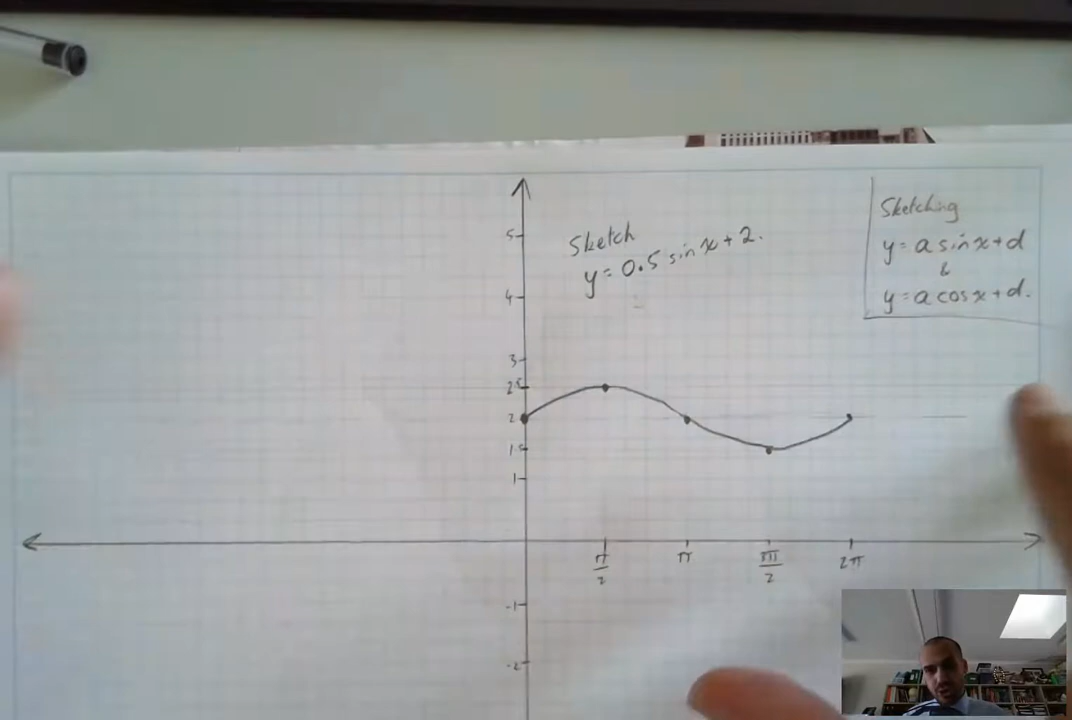 Sketch
y = 0.5 sin x + 2.
Sketching
y = a sin x + d
&
y = a cos x + d.
5
4
3
2.5
2
1.5
1
-1
-2
π/2
π
3π/2
2π